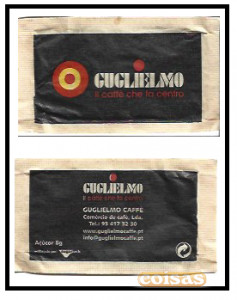 GUGLIELMO
il caffè che fa centro
GUGLIELMO
il caffè che fa centro
GUGLIELMO CAFFÈ
Comércio de café, Lda.
www.guglielmocaffe.pt
info@guglielmocaffe.pt
Açúcar 8g
coisas